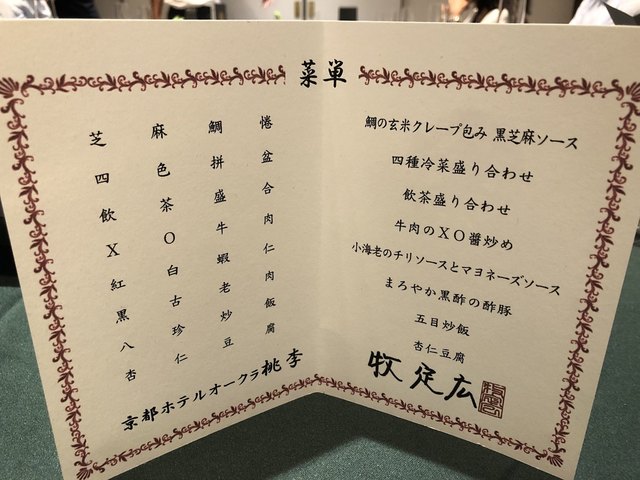 菜単
芝麻鯛惓
四色拼盆
飲茶盛合
XO牛肉
紅白蝦仁
黒古老肉
八珍炒飯
杏仁豆腐
京都ホテルオークラ桃李
鯛の玄米クレープ包み 黒芝麻ソース
四種冷菜盛り合わせ
飲茶盛り合わせ
牛肉のXO醬炒め
小海老のチリソースとマヨネーズソース
まろやか黒酢の酢豚
五目炒飯
杏仁豆腐
牧定広